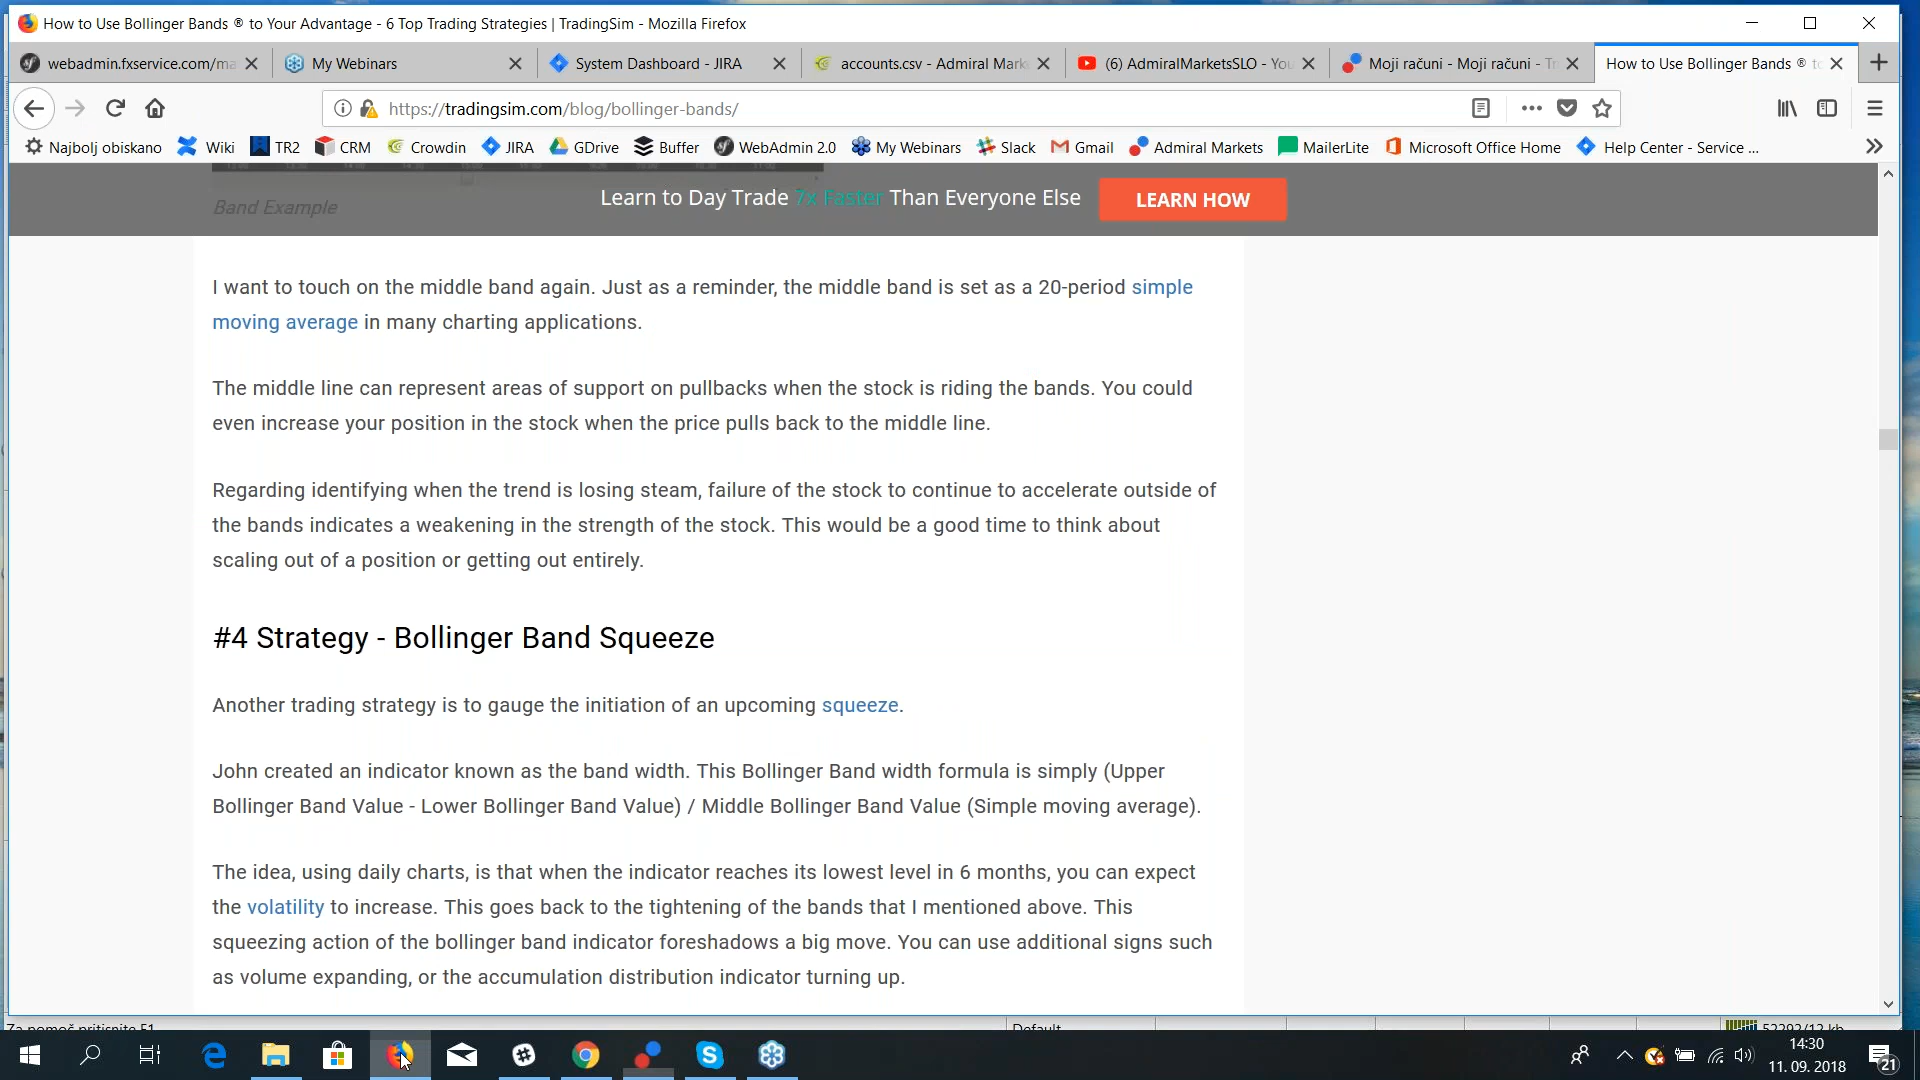 How to Use Bollinger Bands ® to Your Advantage - 6 Top Trading Strategies | TradingSim - Mozilla Firefox
webadmin.fxservice.com/ma
My Webinars
System Dashboard - JIRA
accounts.csv - Admiral Mark
(6) AdmiralMarketsSLO - You
Moji računi - Moji računi - Tr
How to Use Bollinger Bands ® to
https://tradingsim.com/blog/bollinger-bands/
Najbolj obiskano
Wiki
TR2
CRM
Crowdin
JIRA
GDrive
Buffer
WebAdmin 2.0
My Webinars
Slack
Gmail
Admiral Markets
MailerLite
Microsoft Office Home
Help Center - Service ...
Band Example
Learn to Day Trade 7x Faster Than Everyone Else
LEARN HOW
I want to touch on the middle band again. Just as a reminder, the middle band is set as a 20-period simple
moving average in many charting applications.
The middle line can represent areas of support on pullbacks when the stock is riding the bands. You could
even increase your position in the stock when the price pulls back to the middle line.
Regarding identifying when the trend is losing steam, failure of the stock to continue to accelerate outside of
the bands indicates a weakening in the strength of the stock. This would be a good time to think about
scaling out of a position or getting out entirely.
#4 Strategy - Bollinger Band Squeeze
Another trading strategy is to gauge the initiation of an upcoming squeeze.
John created an indicator known as the band width. This Bollinger Band width formula is simply (Upper
Bollinger Band Value - Lower Bollinger Band Value) / Middle Bollinger Band Value (Simple moving average).
The idea, using daily charts, is that when the indicator reaches its lowest level in 6 months, you can expect
the volatility to increase. This goes back to the tightening of the bands that I mentioned above. This
squeezing action of the bollinger band indicator foreshadows a big move. You can use additional signs such
as volume expanding, or the accumulation distribution indicator turning up.
Za pomoč pritisnite F1
Default
52292/12 kb
14:30
11. 09. 2018
21